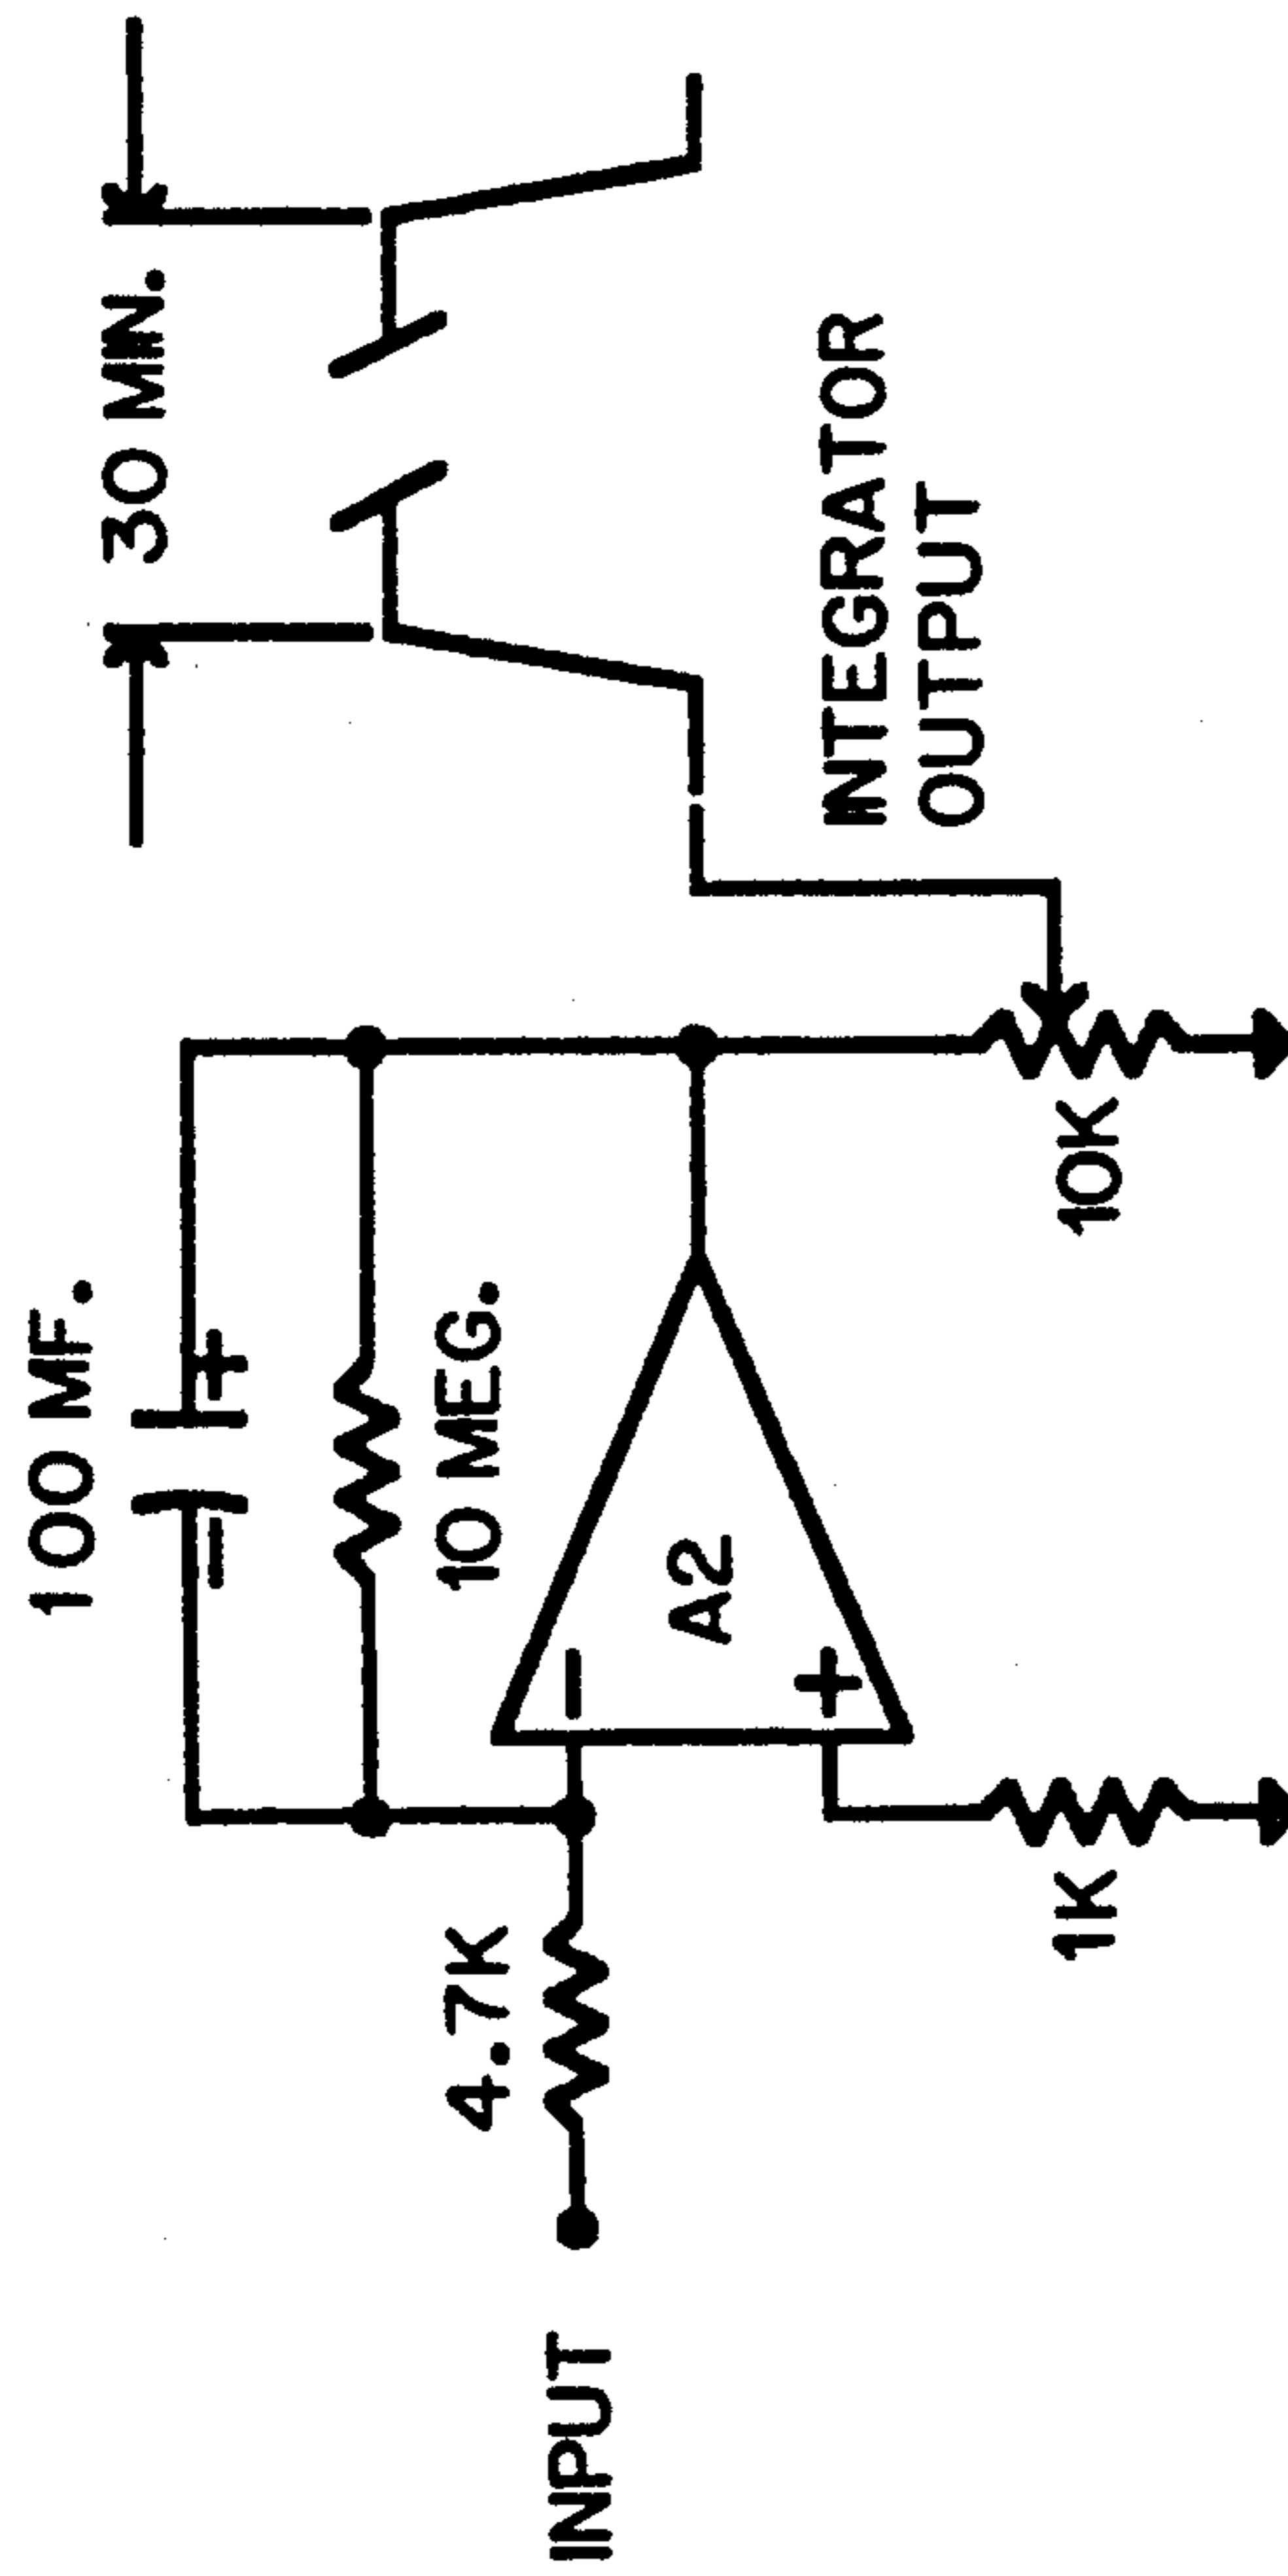 100 MF.
− +
30 MIN.
10 MEG.
4.7K
INPUT
−
A2
+
INTEGRATOR
OUTPUT
1K
10K